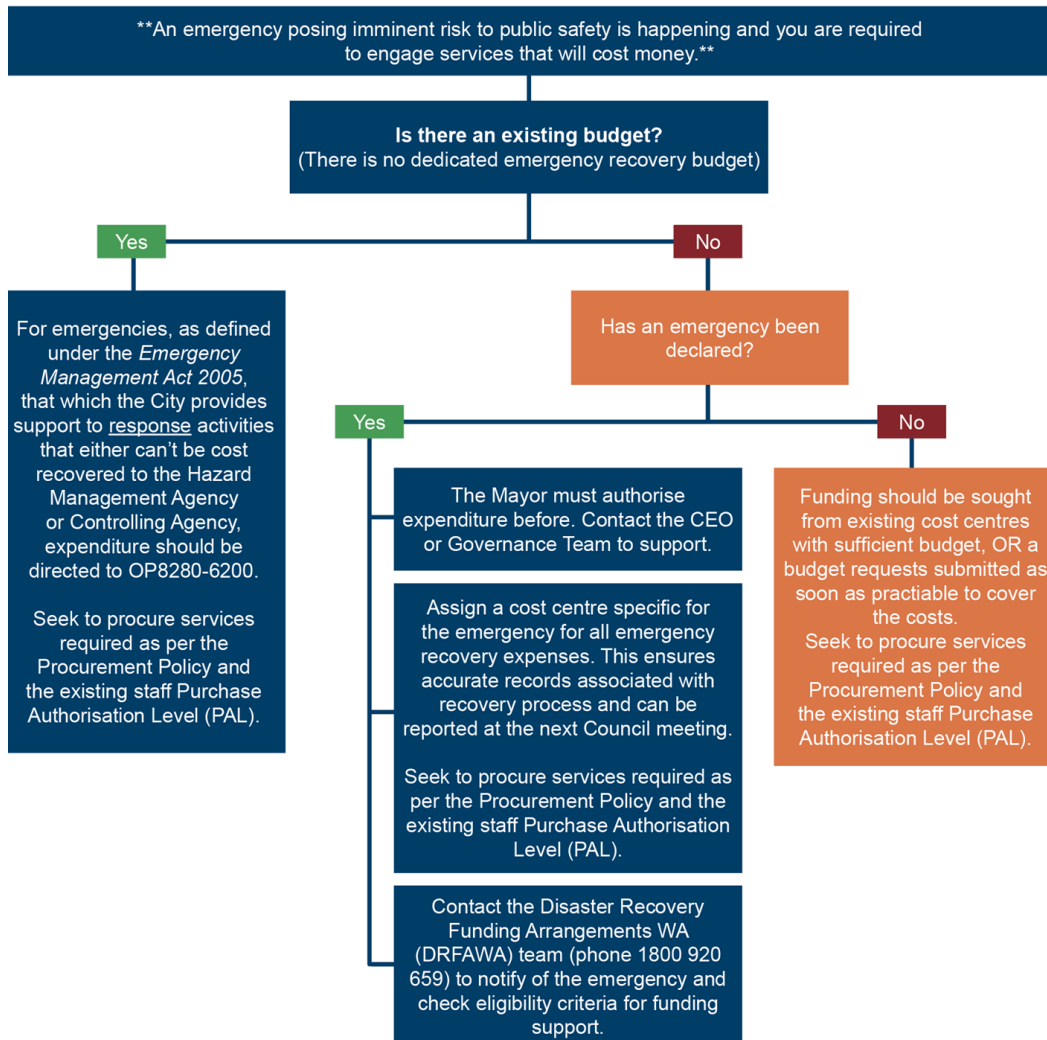 **An emergency posing imminent risk to public safety is happening and you are required
to engage services that will cost money.**
Is there an existing budget?
(There is no dedicated emergency recovery budget)
Yes
No
For emergencies, as defined
under the Emergency
Management Act 2005,
that which the City provides
support to response activities
that either can’t be cost
recovered to the Hazard
Management Agency
or Controlling Agency,
expenditure should be
directed to OP8280-6200.
Seek to procure services
required as per the
Procurement Policy and
the existing staff Purchase
Authorisation Level (PAL).
Has an emergency been
declared?
Yes
No
The Mayor must authorise
expenditure before. Contact the CEO
or Governance Team to support.
Assign a cost centre specific for
the emergency for all emergency
recovery expenses. This ensures
accurate records associated with
recovery process and can be
reported at the next Council meeting.
Seek to procure services required as
per the Procurement Policy and the
existing staff Purchase Authorisation
Level (PAL).
Contact the Disaster Recovery
Funding Arrangements WA
(DRFAWA) team (phone 1800 920
659) to notify of the emergency and
check eligibility criteria for funding
support.
Funding should be sought
from existing cost centres
with sufficient budget, OR a
budget requests submitted as
soon as practiable to cover
the costs.
Seek to procure services
required as per the
Procurement Policy and
the existing staff Purchase
Authorisation Level (PAL).